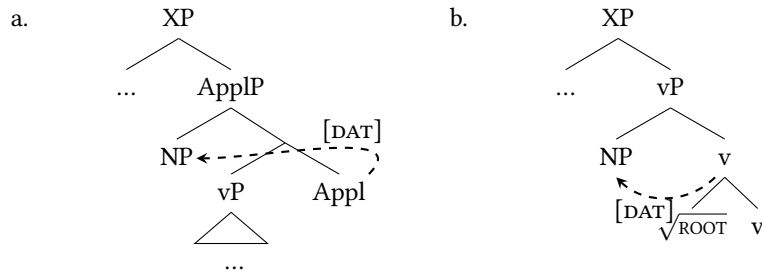 a.
XP
...
ApplP
[DAT]
NP
vP
Appl
...
b.
XP
...
vP
NP
v
[DAT]
√ROOT
v